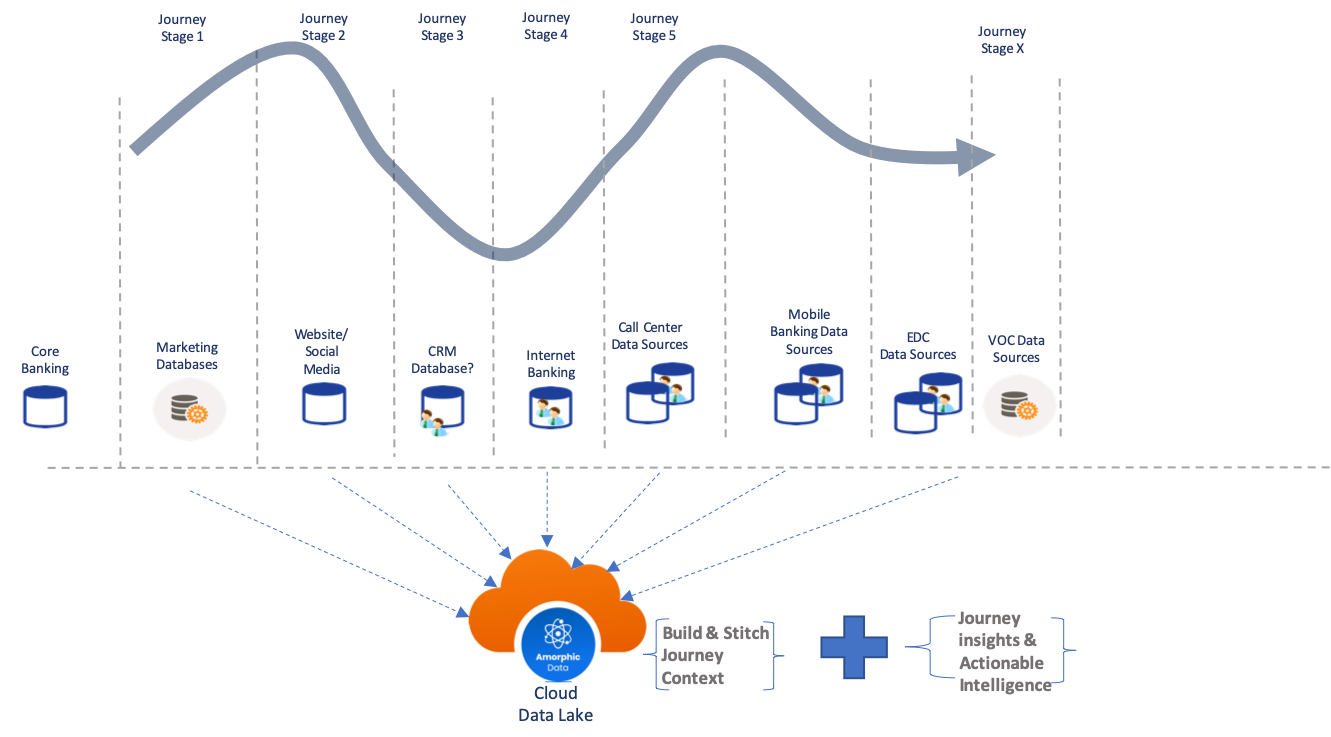 Journey
Stage 1
Journey
Stage 2
Journey
Stage 3
Journey
Stage 4
Journey
Stage 5
Journey
Stage X
Core
Banking
Marketing
Databases
Website/
Social
Media
CRM
Database?
Internet
Banking
Call Center
Data Sources
Mobile
Banking Data
Sources
EDC
Data Sources
VOC Data
Sources
Amorphic
Data
Cloud
Data Lake
Build & Stitch
Journey
Context
Journey
insights &
Actionable
Intelligence